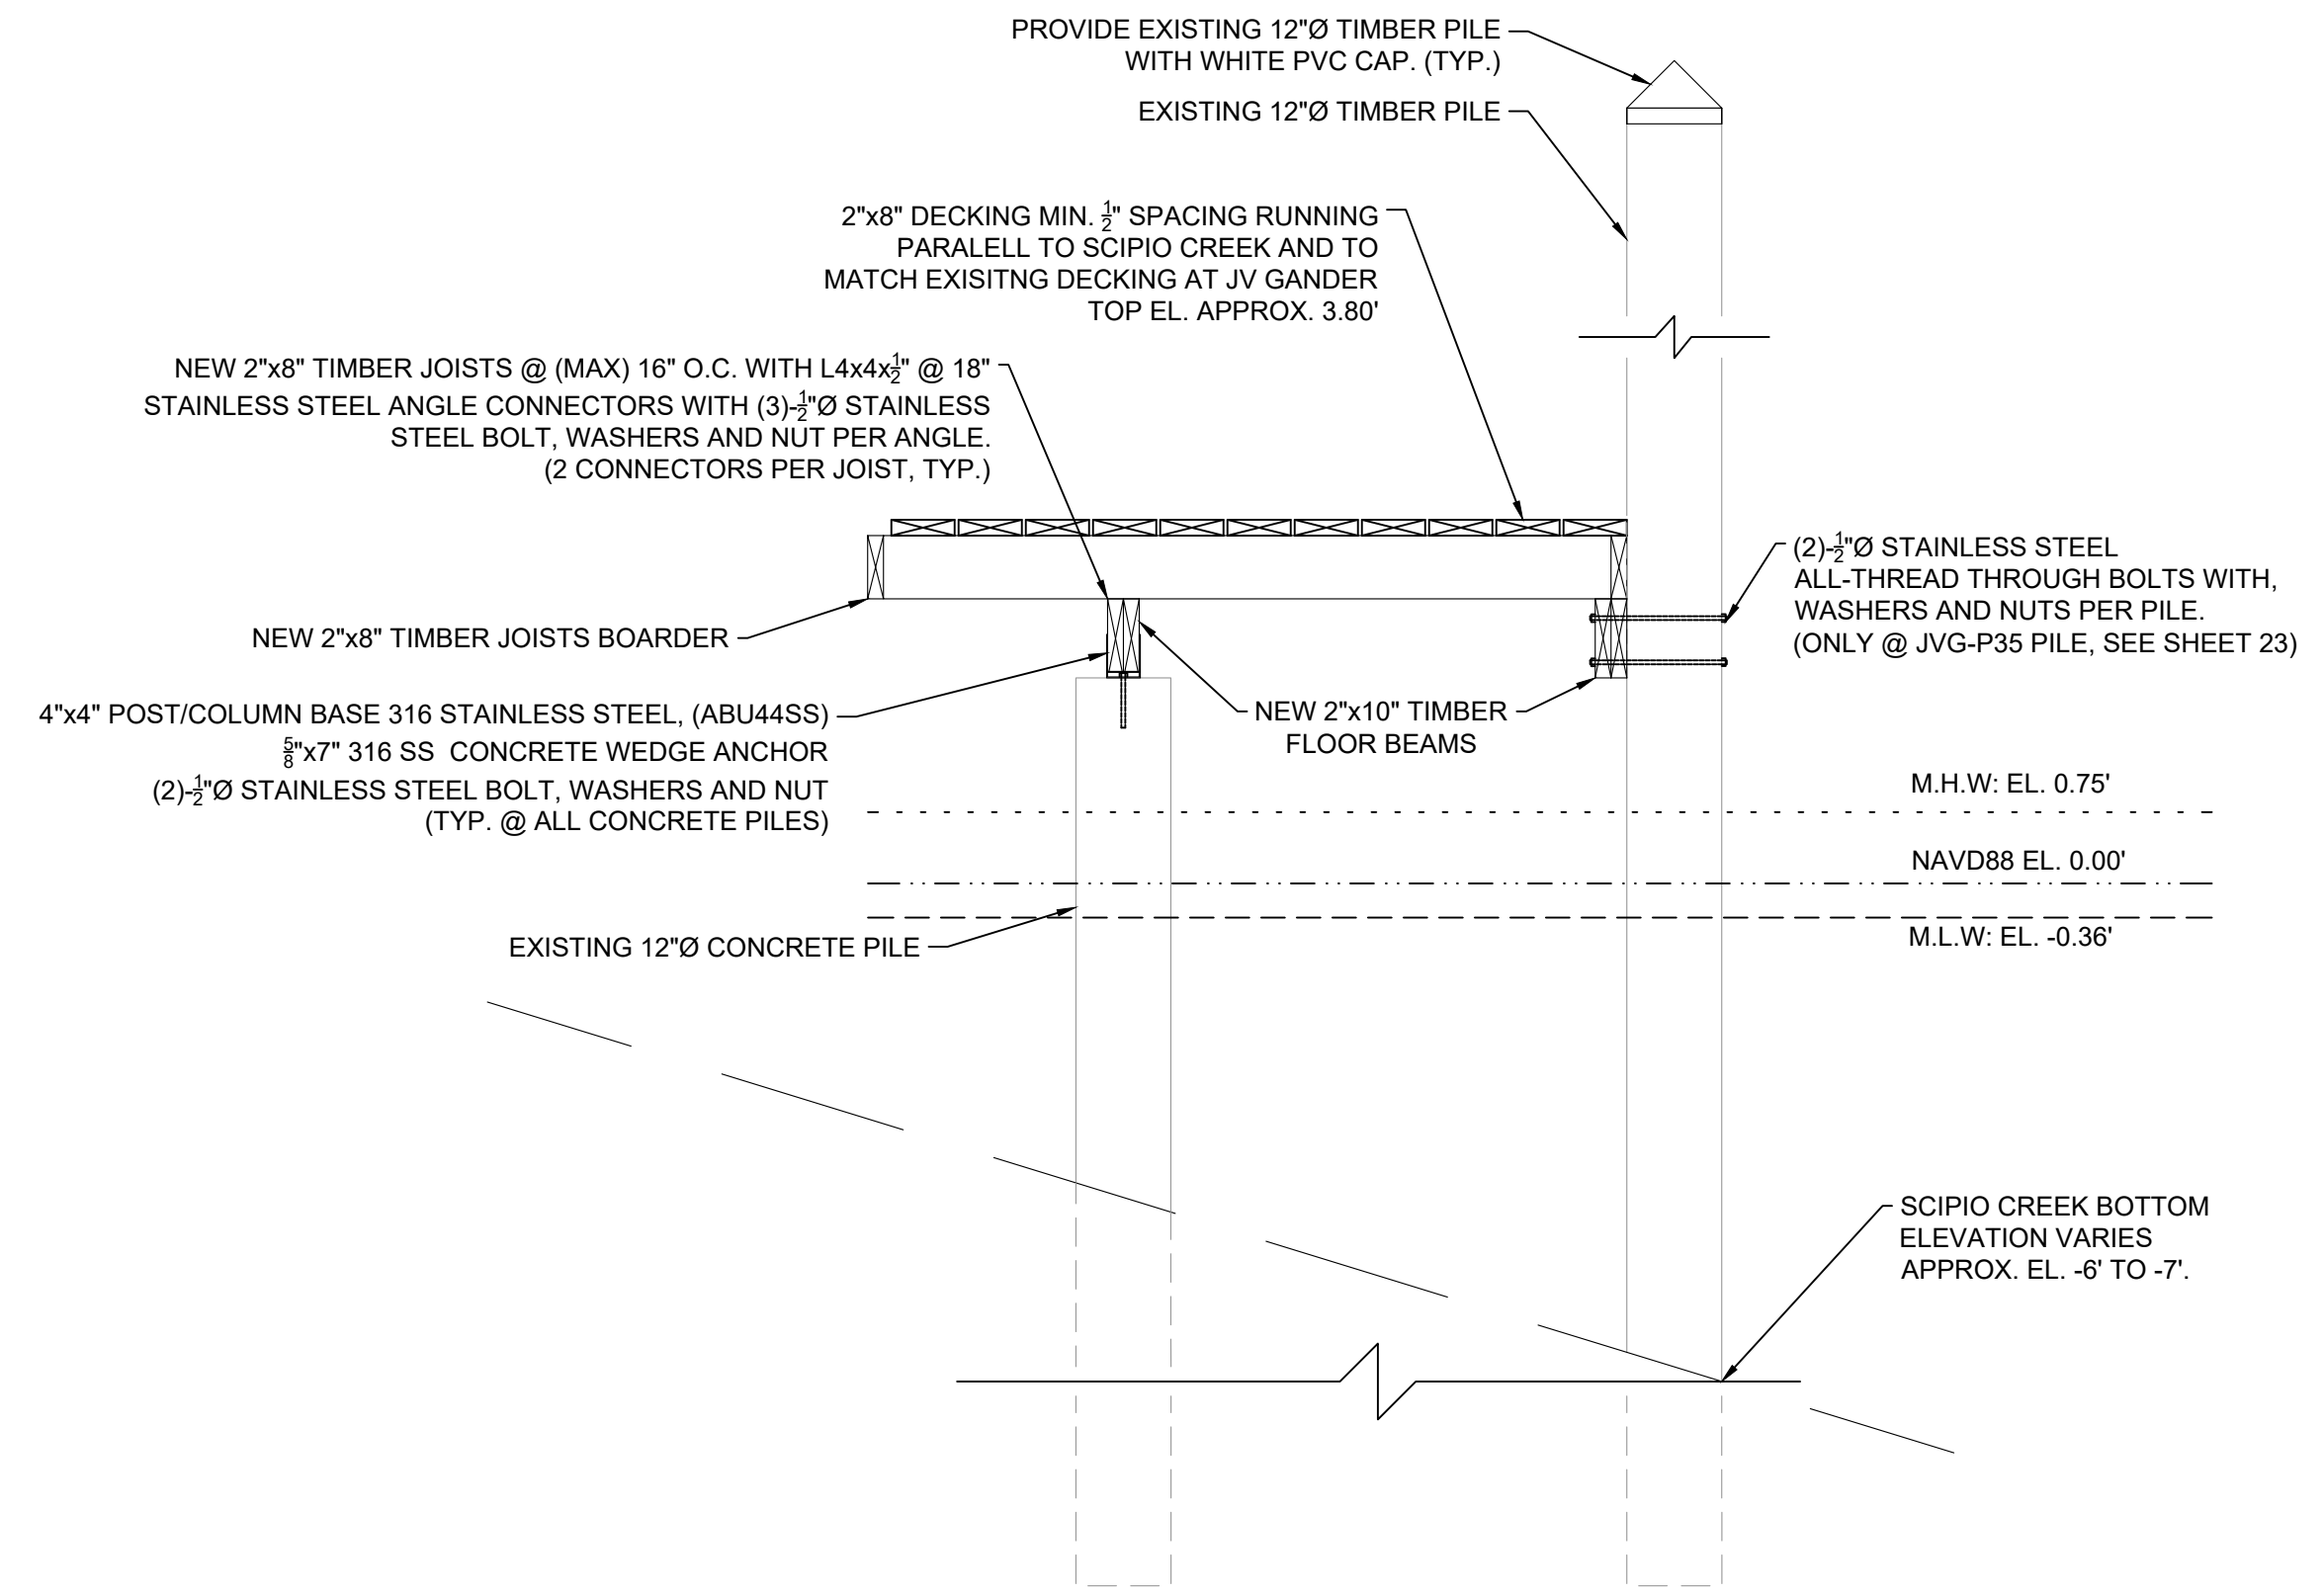 PROVIDE EXISTING 12"Ø TIMBER PILE
WITH WHITE PVC CAP. (TYP.)
EXISTING 12"Ø TIMBER PILE
2"x8" DECKING MIN. 1/2" SPACING RUNNING
PARALELL TO SCIPIO CREEK AND TO
MATCH EXISITNG DECKING AT JV GANDER
TOP EL. APPROX. 3.80'
NEW 2"x8" TIMBER JOISTS @ (MAX) 16" O.C. WITH L4x4x1/2" @ 18"
STAINLESS STEEL ANGLE CONNECTORS WITH (3)-1/2"Ø STAINLESS
STEEL BOLT, WASHERS AND NUT PER ANGLE.
(2 CONNECTORS PER JOIST, TYP.)
(2)-1/2"Ø STAINLESS STEEL
ALL-THREAD THROUGH BOLTS WITH,
WASHERS AND NUTS PER PILE.
(ONLY @ JVG-P35 PILE, SEE SHEET 23)
NEW 2"x8" TIMBER JOISTS BOARDER
4"x4" POST/COLUMN BASE 316 STAINLESS STEEL, (ABU44SS)
5/8"x7" 316 SS CONCRETE WEDGE ANCHOR
(2)-1/2"Ø STAINLESS STEEL BOLT, WASHERS AND NUT
(TYP. @ ALL CONCRETE PILES)
NEW 2"x10" TIMBER
FLOOR BEAMS
M.H.W: EL. 0.75'
NAVD88 EL. 0.00'
M.L.W: EL. -0.36'
EXISTING 12"Ø CONCRETE PILE
SCIPIO CREEK BOTTOM
ELEVATION VARIES
APPROX. EL. -6' TO -7'.